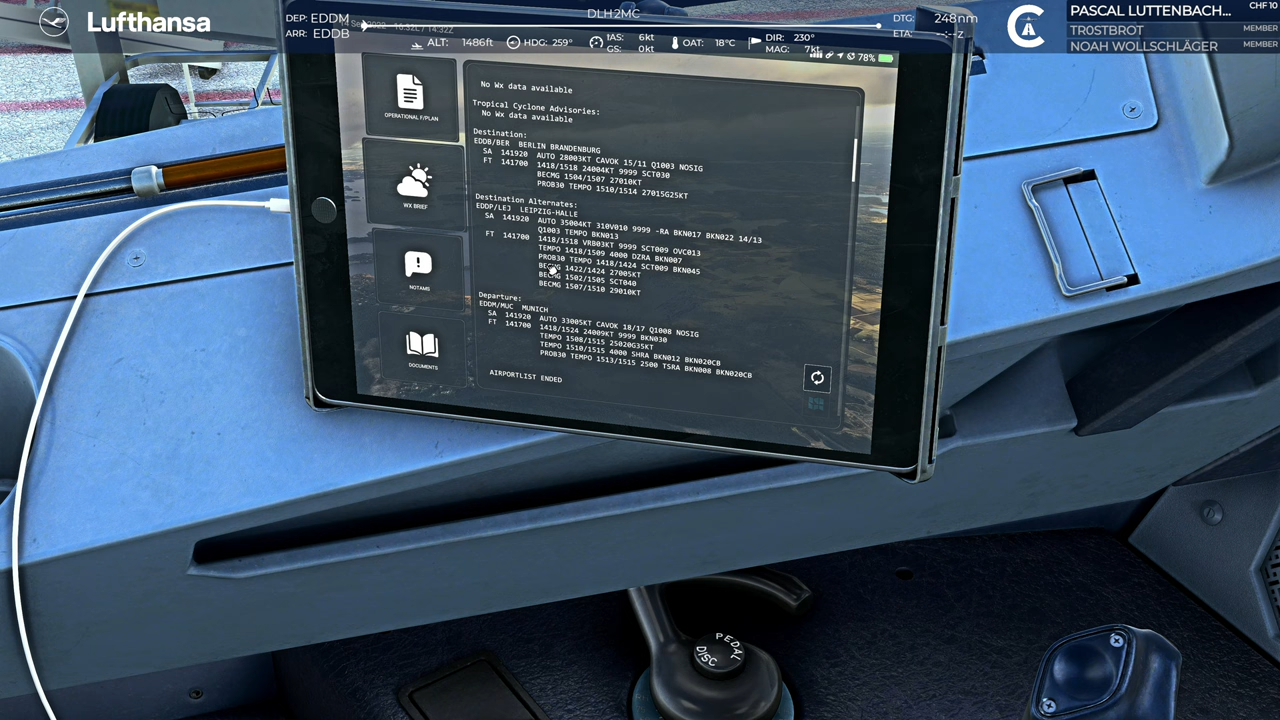 Lufthansa
DEP: EDDM
ARR: EDDB
DLH2MC
DTG: 248nm
ETA: --:--Z
ALT: 1486ft
HDG: 259°
IAS: 6kt
GS: 0kt
OAT: 18°C
DIR: 230°
MAG: 7kt
CHF 10
PASCAL LUTTENBACH...
TR0STBROT MEMBER
NOAH WOLLSCHLÄGER MEMBER
78%
OPERATIONAL F/PLAN
WX BRIEF
NOTAMS
DOCUMENTS
No Wx data available
Tropical Cyclone Advisories:
No Wx data available
Destination:
EDDB/BER BERLIN BRANDENBURG
SA 141920 AUTO 28003KT CAVOK 15/11 Q1003 NOSIG
FT 141700 1418/1518 24004KT 9999 SCT030
BECMG 1504/1507 27010KT
PROB30 TEMPO 1510/1514 27015G25KT
Destination Alternates:
EDDP/LEJ LEIPZIG-HALLE
SA 141920 AUTO 35004KT 310V010 9999 -RA BKN017 BKN022 14/13
Q1003 TEMPO BKN013
FT 141700 1418/1518 VRB03KT 9999 SCT009 OVC013
TEMPO 1418/1509 4000 DZRA BKN007
PROB30 TEMPO 1418/1424 SCT009 BKN045
1422/1424 27005KT
BECMG 1502/1505 SCT040
BECMG 1507/1510 29010KT
Departure:
EDDM/MUC MUNICH
SA 141920 AUTO 33005KT CAVOK 18/17 Q1008 NOSIG
FT 141700 1418/1524 24009KT 9999 BKN030
TEMPO 1508/1515 25020G35KT
TEMPO 1510/1515 4000 SHRA BKN012 BKN020CB
PROB30 TEMPO 1513/1515 2500 TSRA BKN008 BKN020CB
AIRPORTLIST ENDED
PEDAL
DISC